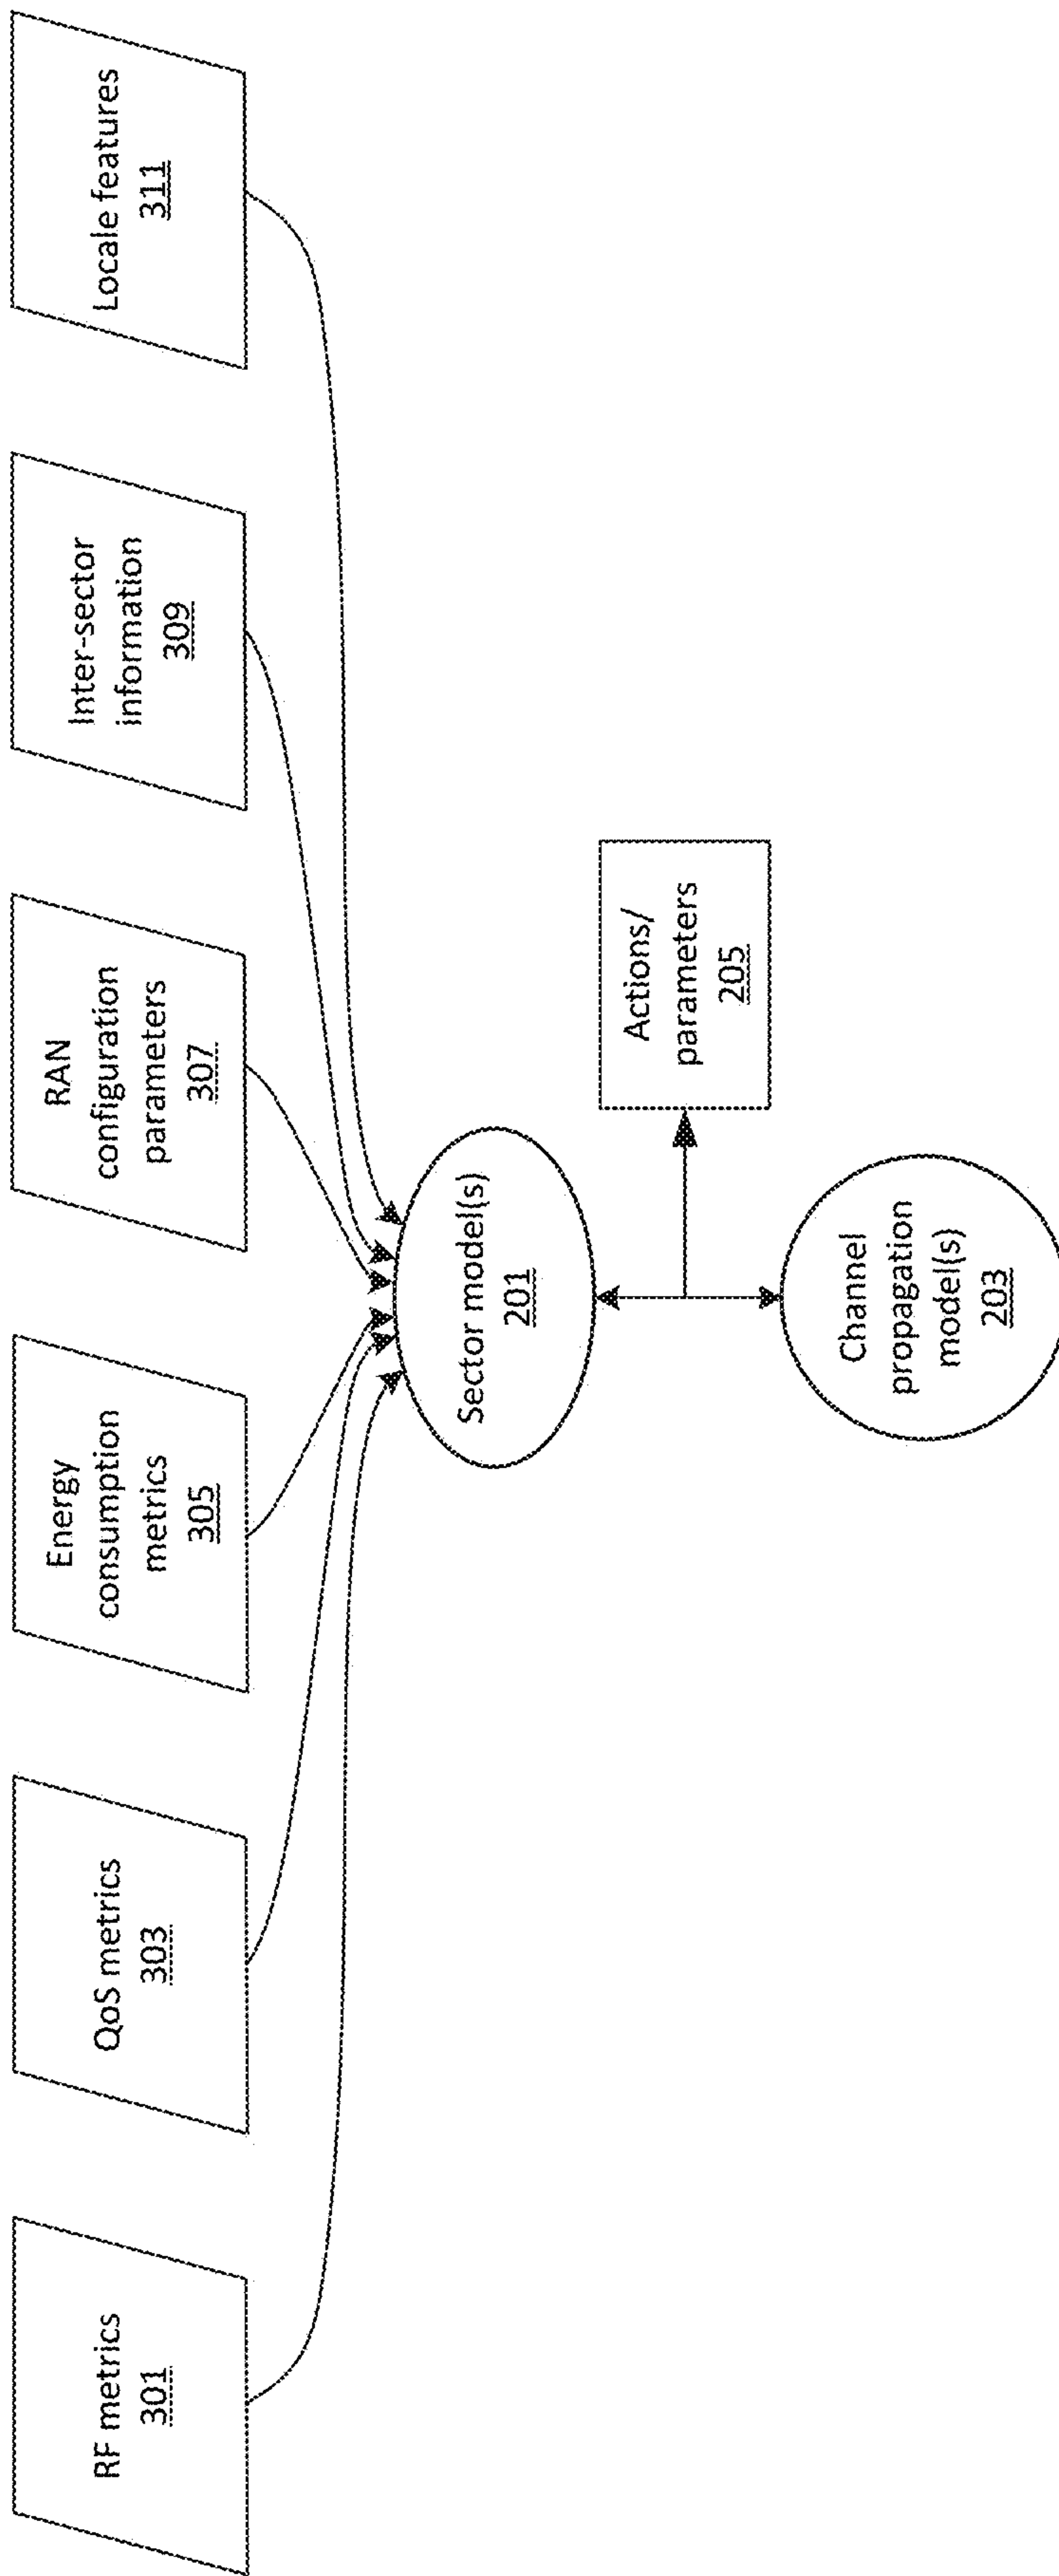 RF metrics
301
QoS metrics
303
Energy
consumption
metrics
305
RAN
configuration
parameters
307
Inter-sector
information
309
Locale features
311
Sector model(s)
201
Actions/
parameters
205
Channel
propagation
model(s)
203